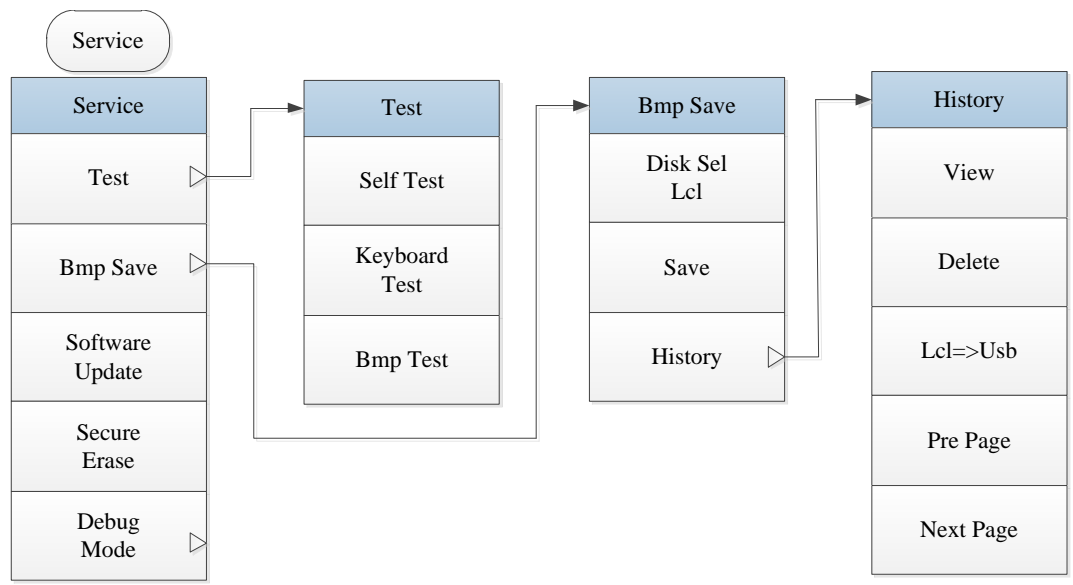 Service
Service
Test
Bmp Save
Software
Update
Secure
Erase
Debug
Mode
Test
Self Test
Keyboard
Test
Bmp Test
Bmp Save
Disk Sel
Lcl
Save
History
History
View
Delete
Lcl=>Usb
Pre Page
Next Page